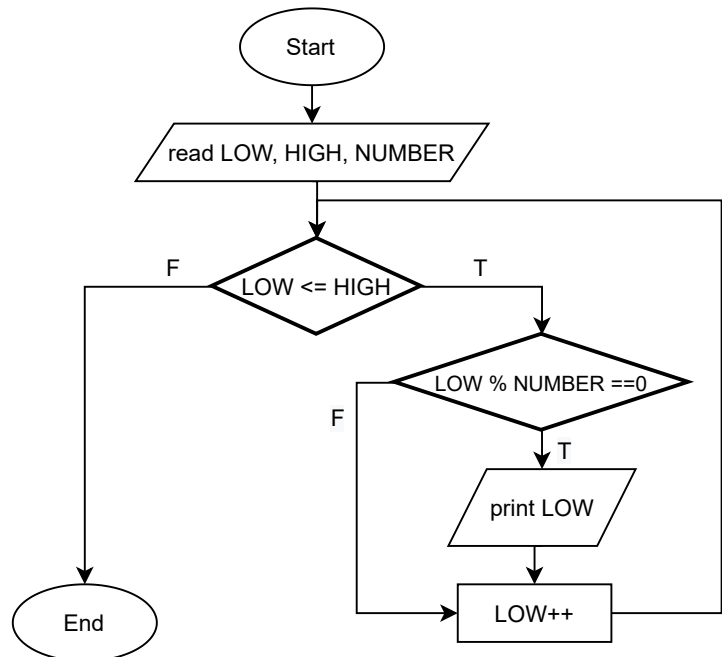 Start
read LOW, HIGH, NUMBER
F
LOW <= HIGH
T
LOW % NUMBER ==0
F
T
print LOW
LOW++
End